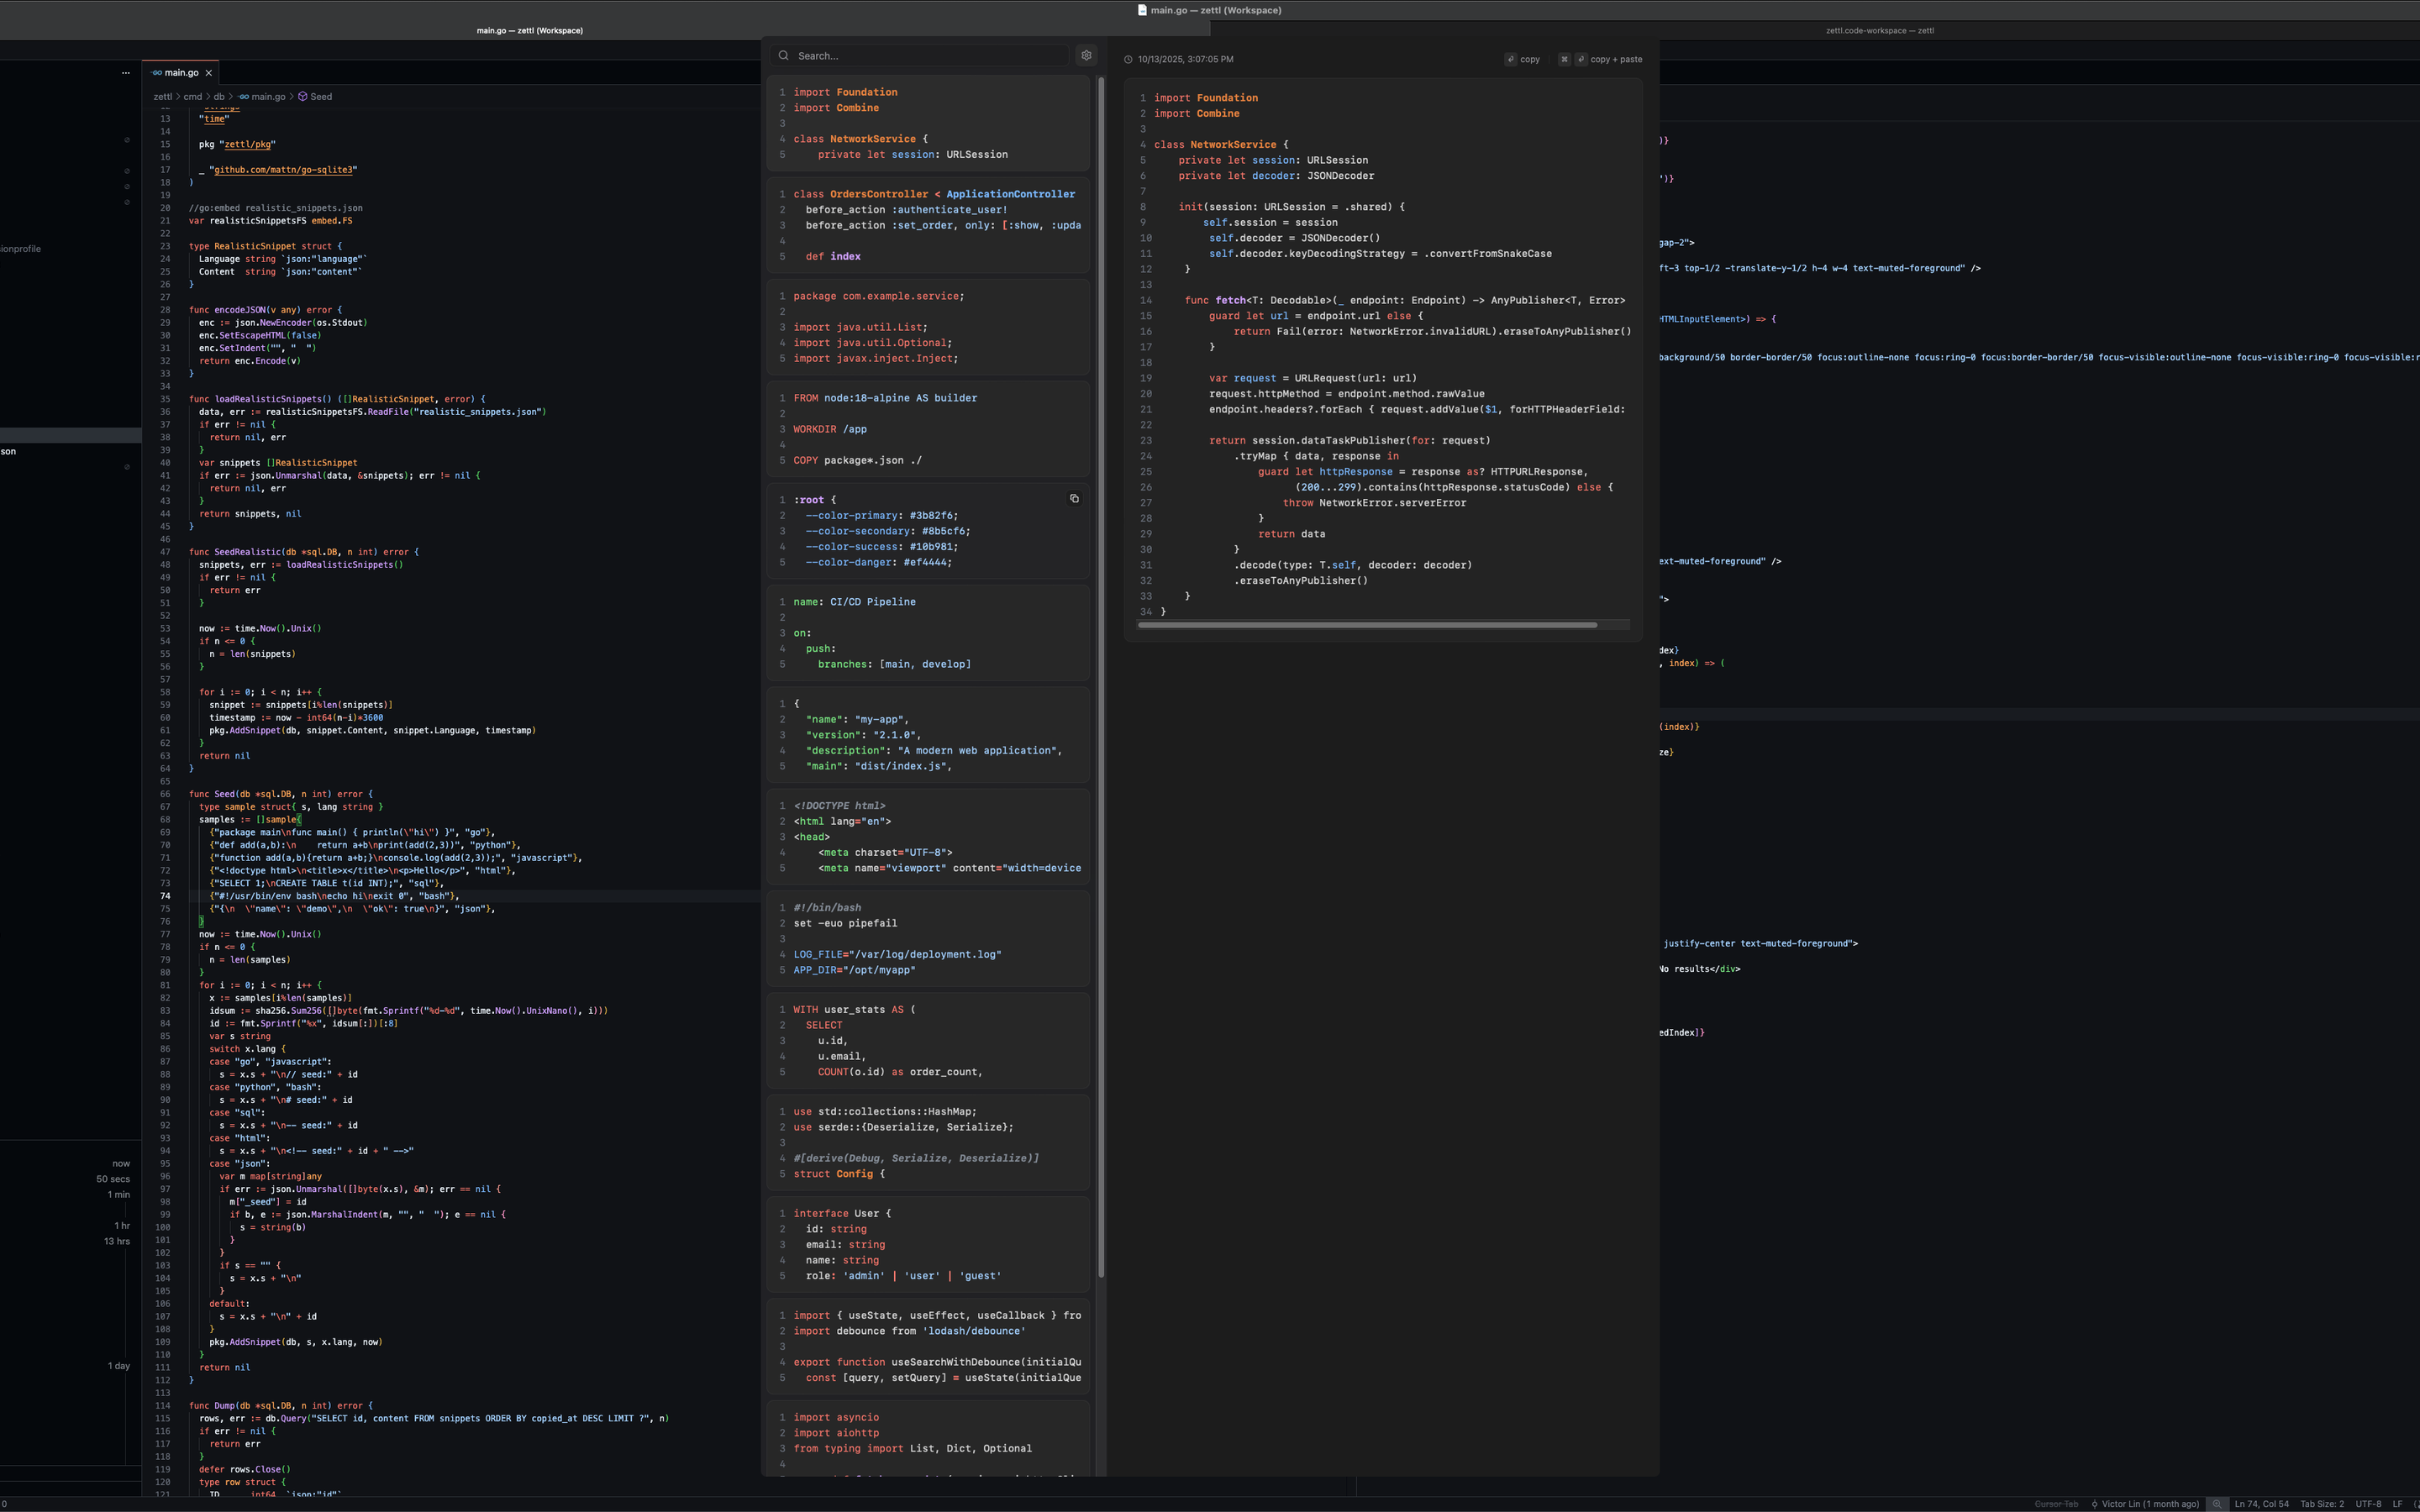 main.go — zettl (Workspace)
main.go — zettl (Workspace)
zettl.code-workspace — zettl
ionprofile
son
now
50 secs
1 min
1 hr
13 hrs
1 day
0
main.go
zettl > cmd > db > main.go > Seed
13 "time"
14
15 pkg "zettl/pkg"
16
17 _ "github.com/mattn/go-sqlite3"
18 )
19
20 //go:embed realistic_snippets.json
21 var realisticSnippetsFS embed.FS
22
23 type RealisticSnippet struct {
24 Language string `json:"language"`
25 Content  string `json:"content"`
26 }
27
28 func encodeJSON(v any) error {
29 enc := json.NewEncoder(os.Stdout)
30 enc.SetEscapeHTML(false)
31 enc.SetIndent("", "  ")
32 return enc.Encode(v)
33 }
34
35 func loadRealisticSnippets() ([]RealisticSnippet, error) {
36 data, err := realisticSnippetsFS.ReadFile("realistic_snippets.json")
37 if err != nil {
38 return nil, err
39 }
40 var snippets []RealisticSnippet
41 if err := json.Unmarshal(data, &snippets); err != nil {
42 return nil, err
43 }
44 return snippets, nil
45 }
46
47 func SeedRealistic(db *sql.DB, n int) error {
48 snippets, err := loadRealisticSnippets()
49 if err != nil {
50 return err
51 }
52
53 now := time.Now().Unix()
54 if n <= 0 {
55 n = len(snippets)
56 }
57
58 for i := 0; i < n; i++ {
59 snippet := snippets[i%len(snippets)]
60 timestamp := now - int64(n-i)*3600
61 pkg.AddSnippet(db, snippet.Content, snippet.Language, timestamp)
62 }
63 return nil
64 }
65
66 func Seed(db *sql.DB, n int) error {
67 type sample struct{ s, lang string }
68 samples := []sample{
69 {"package main\nfunc main() { println(\"hi\") }", "go"},
70 {"def add(a,b):\n    return a+b\nprint(add(2,3))", "python"},
71 {"function add(a,b){return a+b;}\nconsole.log(add(2,3));", "javascript"},
72 {"<!doctype html>\n<title>x</title>\n<p>Hello</p>", "html"},
73 {"SELECT 1;\nCREATE TABLE t(id INT);", "sql"},
74 {"#!/usr/bin/env bash\necho hi\nexit 0", "bash"},
75 {"{\n  \"name\": \"demo\",\n  \"ok\": true\n}", "json"},
76 }
77 now := time.Now().Unix()
78 if n <= 0 {
79 n = len(samples)
80 }
81 for i := 0; i < n; i++ {
82 x := samples[i%len(samples)]
83 idsum := sha256.Sum256([]byte(fmt.Sprintf("%d-%d", time.Now().UnixNano(), i)))
84 id := fmt.Sprintf("%x", idsum[:])[:8]
85 var s string
86 switch x.lang {
87 case "go", "javascript":
88 s = x.s + "\n// seed:" + id
89 case "python", "bash":
90 s = x.s + "\n# seed:" + id
91 case "sql":
92 s = x.s + "\n-- seed:" + id
93 case "html":
94 s = x.s + "\n<!-- seed:" + id + " -->"
95 case "json":
96 var m map[string]any
97 if err := json.Unmarshal([]byte(x.s), &m); err == nil {
98 m["_seed"] = id
99 if b, e := json.MarshalIndent(m, "", "  "); e == nil {
100 s = string(b)
101 }
102 }
103 if s == "" {
104 s = x.s + "\n"
105 }
106 default:
107 s = x.s + "\n" + id
108 }
109 pkg.AddSnippet(db, s, x.lang, now)
110 }
111 return nil
112 }
113
114 func Dump(db *sql.DB, n int) error {
115 rows, err := db.Query("SELECT id, content FROM snippets ORDER BY copied_at DESC LIMIT ?", n)
116 if err != nil {
117 return err
118 }
119 defer rows.Close()
120 type row struct {
121 ID int64 `json:"id"`
Search...
1 import Foundation
2 import Combine
3
4 class NetworkService {
5 private let session: URLSession
1 class OrdersController < ApplicationController
2 before_action :authenticate_user!
3 before_action :set_order, only: [:show, :upda
4
5 def index
1 package com.example.service;
2
3 import java.util.List;
4 import java.util.Optional;
5 import javax.inject.Inject;
1 FROM node:18-alpine AS builder
2
3 WORKDIR /app
4
5 COPY package*.json ./
1 :root {
2 --color-primary: #3b82f6;
3 --color-secondary: #8b5cf6;
4 --color-success: #10b981;
5 --color-danger: #ef4444;
1 name: CI/CD Pipeline
2
3 on:
4 push:
5 branches: [main, develop]
1 {
2 "name": "my-app",
3 "version": "2.1.0",
4 "description": "A modern web application",
5 "main": "dist/index.js",
1 <!DOCTYPE html>
2 <html lang="en">
3 <head>
4 <meta charset="UTF-8">
5 <meta name="viewport" content="width=device
1 #!/bin/bash
2 set -euo pipefail
3
4 LOG_FILE="/var/log/deployment.log"
5 APP_DIR="/opt/myapp"
1 WITH user_stats AS (
2 SELECT
3 u.id,
4 u.email,
5 COUNT(o.id) as order_count,
1 use std::collections::HashMap;
2 use serde::{Deserialize, Serialize};
3
4 #[derive(Debug, Serialize, Deserialize)]
5 struct Config {
1 interface User {
2 id: string
3 email: string
4 name: string
5 role: 'admin' | 'user' | 'guest'
1 import { useState, useEffect, useCallback } fro
2 import debounce from 'lodash/debounce'
3
4 export function useSearchWithDebounce(initialQu
5 const [query, setQuery] = useState(initialQue
1 import asyncio
2 import aiohttp
3 from typing import List, Dict, Optional
4
10/13/2025, 3:07:05 PM
copy
⌘ copy + paste
1 import Foundation
2 import Combine
3
4 class NetworkService {
5 private let session: URLSession
6 private let decoder: JSONDecoder
7
8 init(session: URLSession = .shared) {
9 self.session = session
10 self.decoder = JSONDecoder()
11 self.decoder.keyDecodingStrategy = .convertFromSnakeCase
12 }
13
14 func fetch<T: Decodable>(_ endpoint: Endpoint) -> AnyPublisher<T, Error>
15 guard let url = endpoint.url else {
16 return Fail(error: NetworkError.invalidURL).eraseToAnyPublisher()
17 }
18
19 var request = URLRequest(url: url)
20 request.httpMethod = endpoint.method.rawValue
21 endpoint.headers?.forEach { request.addValue($1, forHTTPHeaderField:
22
23 return session.dataTaskPublisher(for: request)
24 .tryMap { data, response in
25 guard let httpResponse = response as? HTTPURLResponse,
26 (200...299).contains(httpResponse.statusCode) else {
27 throw NetworkError.serverError
28 }
29 return data
30 }
31 .decode(type: T.self, decoder: decoder)
32 .eraseToAnyPublisher()
33 }
34 }
)}
')}
gap-2">
ft-3 top-1/2 -translate-y-1/2 h-4 w-4 text-muted-foreground" />
HTMLInputElement>) => {
background/50 border-border/50 focus:outline-none focus:ring-0 focus:border-border/50 focus-visible:outline-none focus-visible:ring-0 focus-visible:r
ext-muted-foreground" />
">
dex}
, index) => (
(index)}
ze}
justify-center text-muted-foreground">
No results</div>
edIndex]}
Cursor Tab
Victor Lin (1 month ago)
Ln 74, Col 54
Tab Size: 2
UTF-8
LF